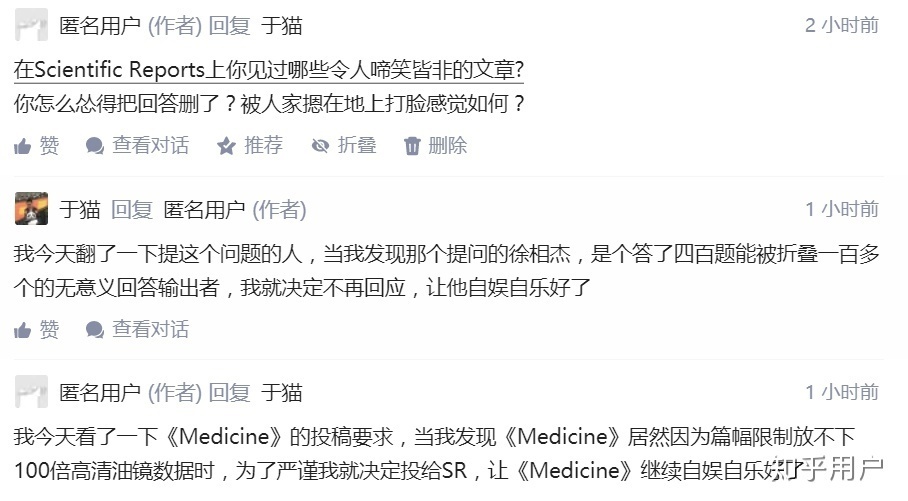 匿名用户 (作者) 回复 于猫 2 小时前
在Scientific Reports上你见过哪些令人啼笑皆非的文章?
你怎么怂得把回答删了？被人家摁在地上打脸感觉如何？
赞 查看对话 推荐 折叠 删除
于猫 回复 匿名用户 (作者) 1 小时前
我今天翻了一下提这个问题的人，当我发现那个提问的徐相杰，是个答了四百题能被折叠一百多
个的无意义回答输出者，我就决定不再回应，让他自娱自乐好了
赞 查看对话
匿名用户 (作者) 回复 于猫 1 小时前
我今天看了一下《Medicine》的投稿要求，当我发现《Medicine》居然因为篇幅限制放不下
100倍高清油镜数据时，为了严谨我就决定投给SR，让《Medicine》继续自娱自乐好了
知乎用户